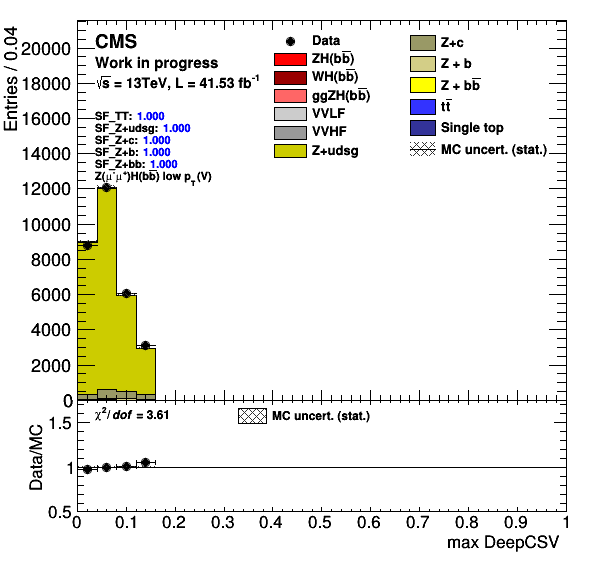 CMS
Work in progress
√s = 13TeV, L = 41.53 fb⁻¹
SF_TT: 1.000
SF_Z+udsg: 1.000
SF_Z+c: 1.000
SF_Z+b: 1.000
SF_Z+bb: 1.000
Z(μ⁻μ⁺)H(bb̅) low p_T(V)
Data
ZH(bb̅)
WH(bb̅)
ggZH(bb̅)
VVLF
VVHF
Z+udsg
Z+c
Z + b
Z + bb̅
tt̅
Single top
MC uncert. (stat.)
Entries / 0.04
20000
18000
16000
14000
12000
10000
8000
6000
4000
2000
0
χ²/dof = 3.61
MC uncert. (stat.)
Data/MC
1.5
1
0.5
0 0.1 0.2 0.3 0.4 0.5 0.6 0.7 0.8 0.9 1
max DeepCSV